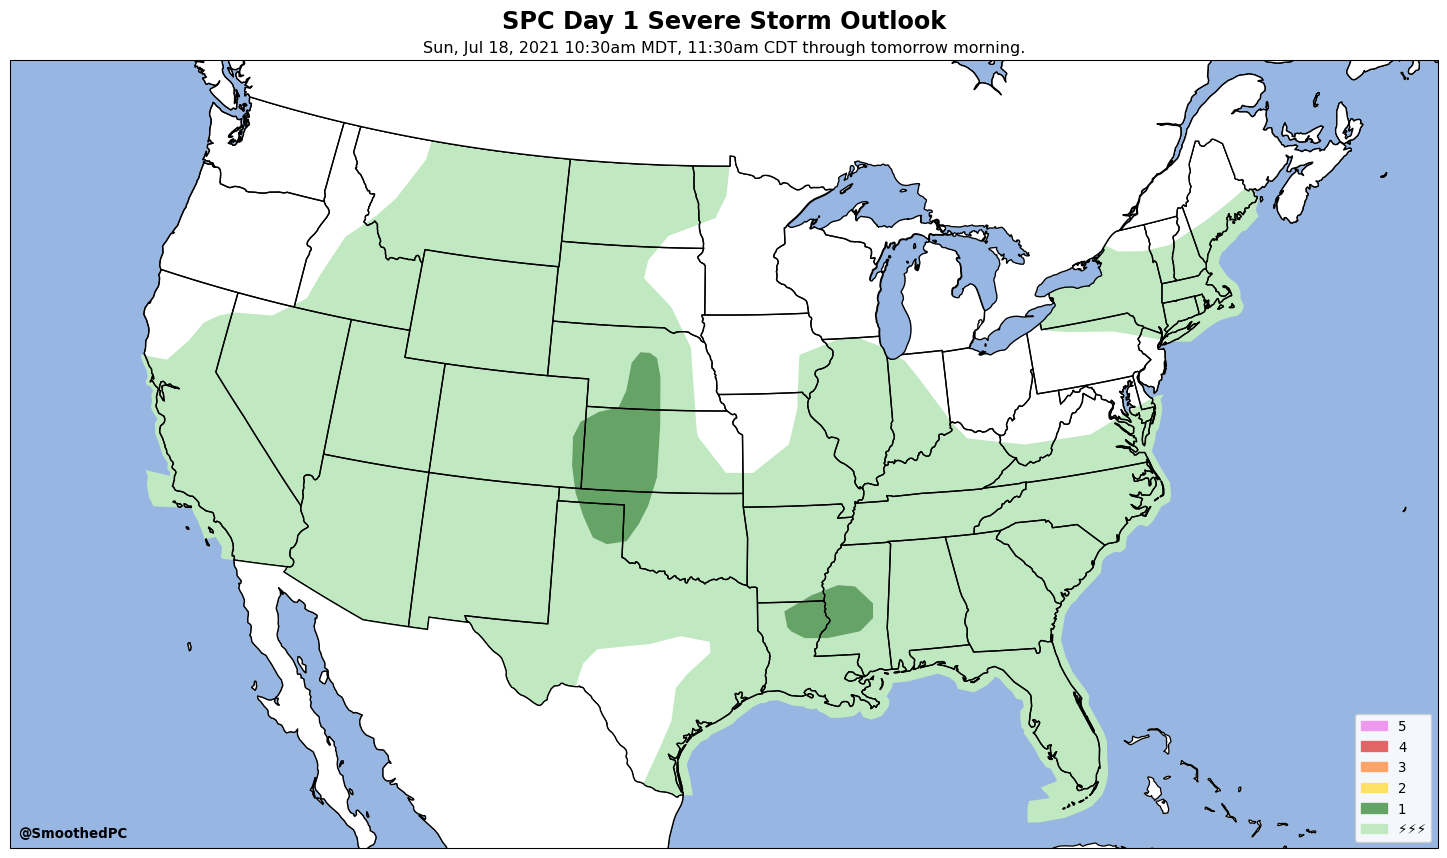 SPC Day 1 Severe Storm Outlook
Sun, Jul 18, 2021 10:30am MDT, 11:30am CDT through tomorrow morning.
5
4
3
2
1
⚡⚡⚡
@SmoothedPC